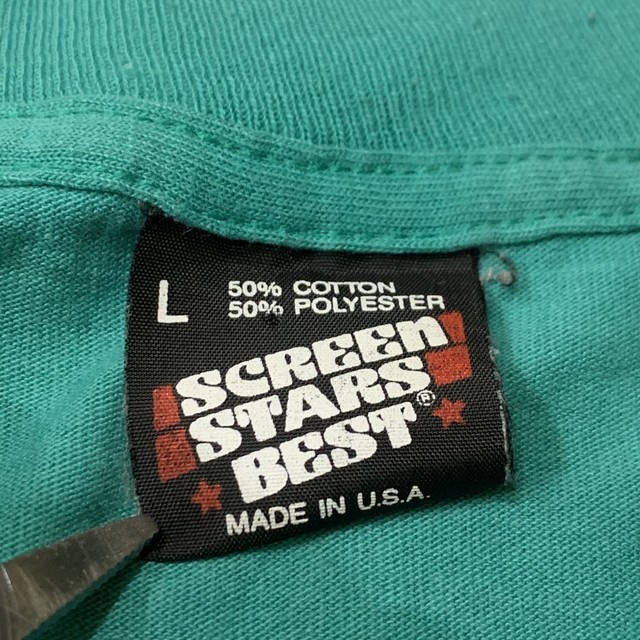 L
50% COTTON
50% POLYESTER
SCREEN
STARS
BEST®
MADE IN U.S.A.